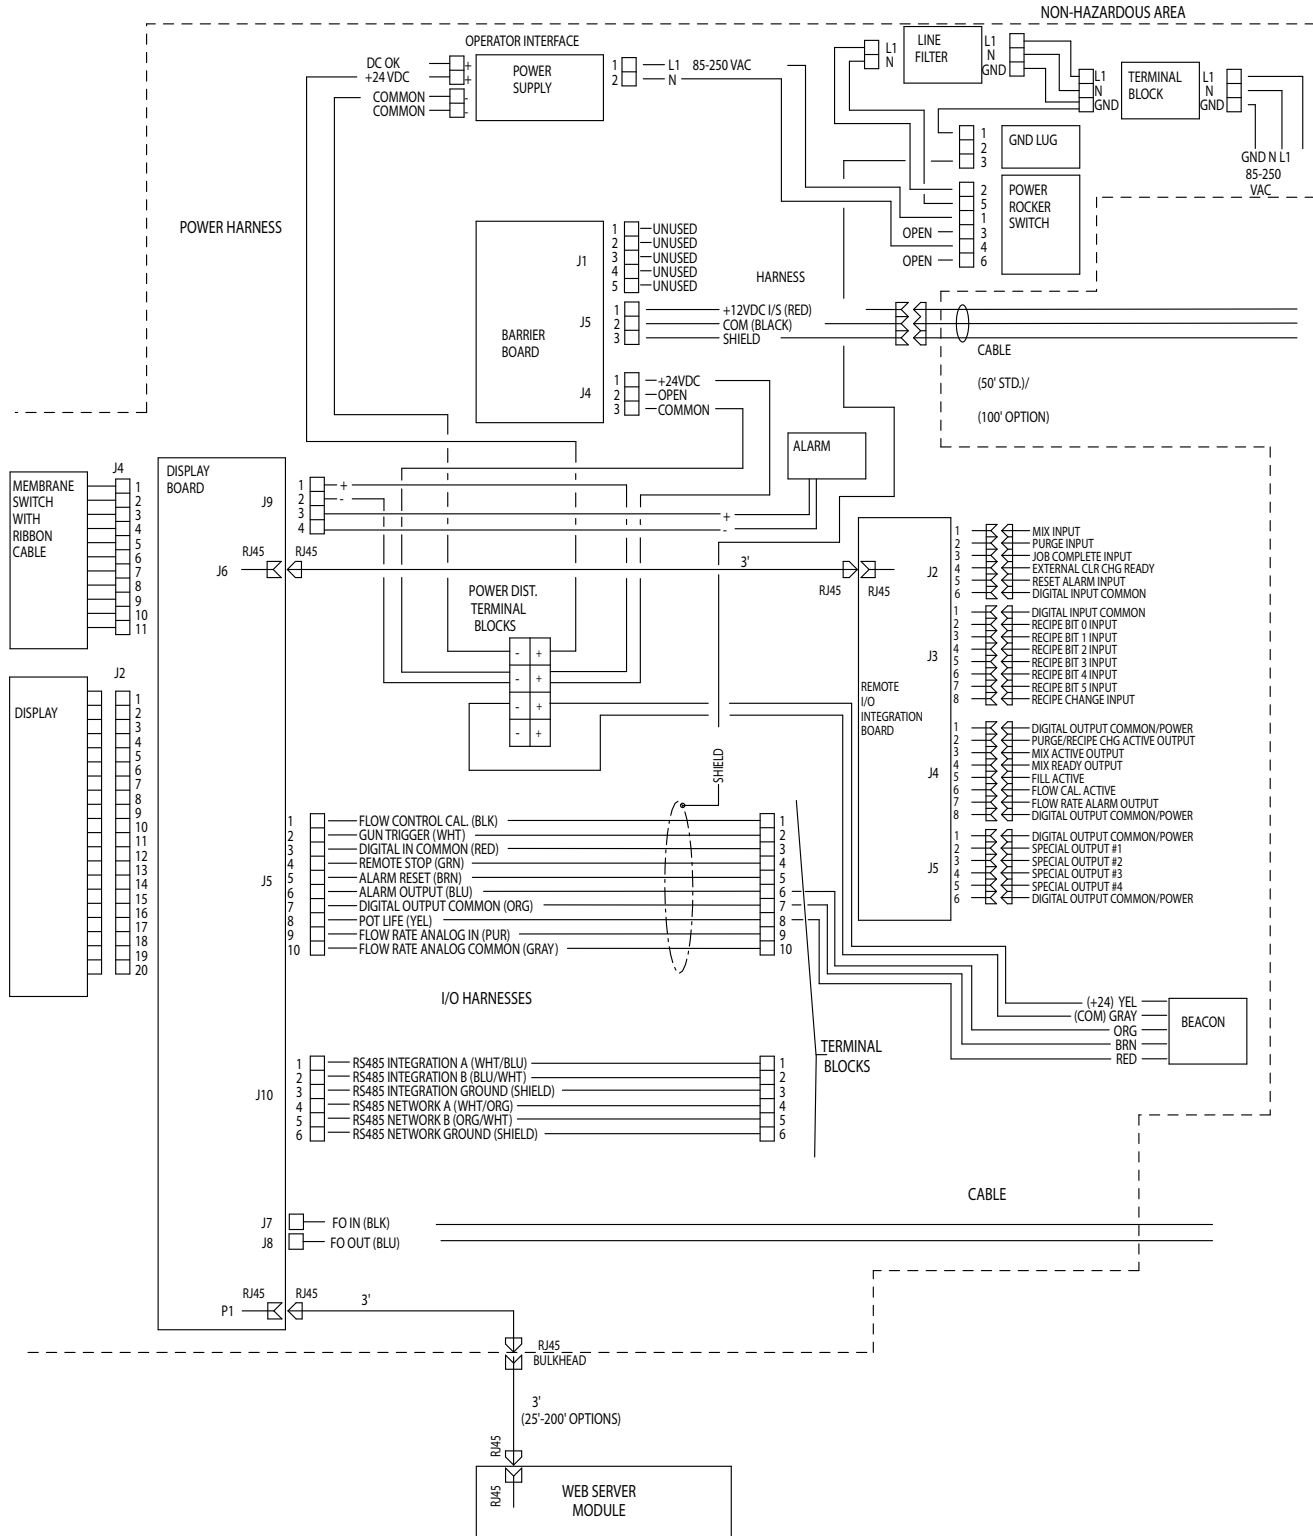 NON-HAZARDOUS AREA
OPERATOR INTERFACE
DC OK
+24 VDC
COMMON
COMMON
+
+
-
-
POWER
SUPPLY
1
2
L1 85-250 VAC
N
L1
N
LINE
FILTER
L1
N
GND
L1
N
GND
TERMINAL
BLOCK
L1
N
GND
GND N L1
85-250
VAC
1
2
3
GND LUG
2
5
1
3
4
6
OPEN
OPEN
POWER
ROCKER
SWITCH
POWER HARNESS
BARRIER
BOARD
J1
1
2
3
4
5
UNUSED
UNUSED
UNUSED
UNUSED
UNUSED
HARNESS
J5
1
2
3
+12VDC I/S (RED)
COM (BLACK)
SHIELD
J4
1
2
3
+24VDC
OPEN
COMMON
CABLE
(50' STD.)/
(100' OPTION)
ALARM
+
-
MEMBRANE
SWITCH
WITH
RIBBON
CABLE
J4
1
2
3
4
5
6
7
8
9
10
11
DISPLAY
BOARD
J9
1
2
3
4
+
-
J6
RJ45
RJ45
3'
RJ45
RJ45
POWER DIST.
TERMINAL
BLOCKS
- +
- +
- +
- +
DISPLAY
J2
1
2
3
4
5
6
7
8
9
10
11
12
13
14
15
16
17
18
19
20
REMOTE
I/O
INTEGRATION
BOARD
J2
1 MIX INPUT
2 PURGE INPUT
3 JOB COMPLETE INPUT
4 EXTERNAL CLR CHG READY
5 RESET ALARM INPUT
6 DIGITAL INPUT COMMON
J3
1 DIGITAL INPUT COMMON
2 RECIPE BIT 0 INPUT
3 RECIPE BIT 1 INPUT
4 RECIPE BIT 2 INPUT
5 RECIPE BIT 3 INPUT
6 RECIPE BIT 4 INPUT
7 RECIPE BIT 5 INPUT
8 RECIPE CHANGE INPUT
J4
1 DIGITAL OUTPUT COMMON/POWER
2 PURGE/RECIPE CHG ACTIVE OUTPUT
3 MIX ACTIVE OUTPUT
4 MIX READY OUTPUT
5 FILL ACTIVE
6 FLOW CAL. ACTIVE
7 FLOW RATE ALARM OUTPUT
8 DIGITAL OUTPUT COMMON/POWER
J5
1 DIGITAL OUTPUT COMMON/POWER
2 SPECIAL OUTPUT #1
3 SPECIAL OUTPUT #2
4 SPECIAL OUTPUT #3
5 SPECIAL OUTPUT #4
6 DIGITAL OUTPUT COMMON/POWER
SHIELD
J5
1 FLOW CONTROL CAL. (BLK) 1
2 GUN TRIGGER (WHT) 2
3 DIGITAL IN COMMON (RED) 3
4 REMOTE STOP (GRN) 4
5 ALARM RESET (BRN) 5
6 ALARM OUTPUT (BLU) 6
7 DIGITAL OUTPUT COMMON (ORG) 7
8 POT LIFE (YEL) 8
9 FLOW RATE ANALOG IN (PUR) 9
10 FLOW RATE ANALOG COMMON (GRAY) 10
I/O HARNESSES
(+24) YEL
(COM) GRAY
ORG
BRN
RED
BEACON
TERMINAL
BLOCKS
J10
1 RS485 INTEGRATION A (WHT/BLU) 1
2 RS485 INTEGRATION B (BLU/WHT) 2
3 RS485 INTEGRATION GROUND (SHIELD) 3
4 RS485 NETWORK A (WHT/ORG) 4
5 RS485 NETWORK B (ORG/WHT) 5
6 RS485 NETWORK GROUND (SHIELD) 6
CABLE
J7 FO IN (BLK)
J8 FO OUT (BLU)
P1
RJ45
RJ45
3'
RJ45
BULKHEAD
3'
(25'-200' OPTIONS)
RJ45
RJ45
WEB SERVER
MODULE